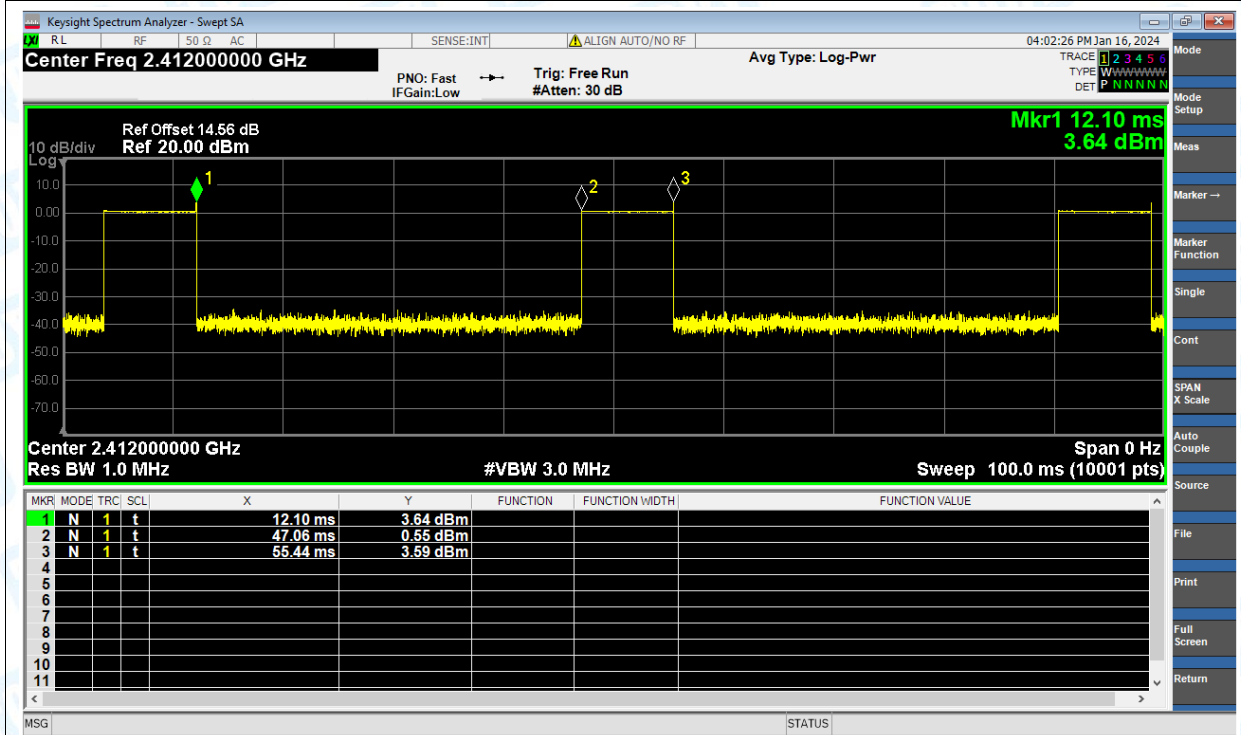 Keysight Spectrum Analyzer - Swept SA
LXI RL RF 50 Ω AC SENSE:INT ALIGN AUTO/NO RF 04:02:26 PM Jan 16, 2024
Center Freq 2.412000000 GHz
PNO: Fast
IFGain:Low
Trig: Free Run
#Atten: 30 dB
Avg Type: Log-Pwr
TRACE 1 2 3 4 5 6
TYPE WWWWWW
DET P N N N N N
Ref Offset 14.56 dB
Ref 20.00 dBm
10 dB/div
Log
Mkr1 12.10 ms
3.64 dBm
10.0
0.00
-10.0
-20.0
-30.0
-40.0
-50.0
-60.0
-70.0
1
2
3
Center 2.412000000 GHz
Span 0 Hz
Res BW 1.0 MHz
#VBW 3.0 MHz
Sweep 100.0 ms (10001 pts)
MKR MODE TRC SCL X Y FUNCTION FUNCTION WIDTH FUNCTION VALUE
1 N 1 t 12.10 ms 3.64 dBm
2 N 1 t 47.06 ms 0.55 dBm
3 N 1 t 55.44 ms 3.59 dBm
4
5
6
7
8
9
10
11
MSG
STATUS
Mode
Mode
Setup
Meas
Marker →
Marker
Function
Single
Cont
SPAN
X Scale
Auto
Couple
Source
File
Print
Full
Screen
Return